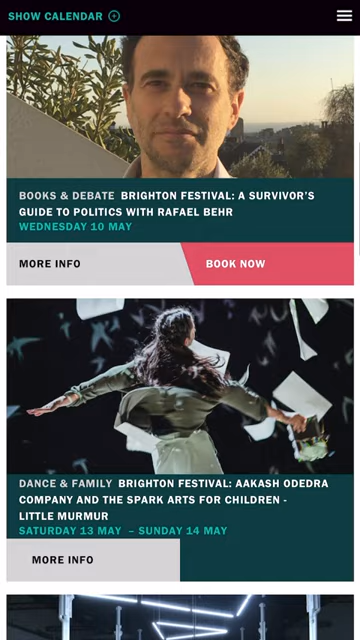 SHOW CALENDAR
BOOKS & DEBATE BRIGHTON FESTIVAL: A SURVIVOR'S
GUIDE TO POLITICS WITH RAFAEL BEHR
WEDNESDAY 10 MAY
MORE INFO
BOOK NOW
DANCE & FAMILY BRIGHTON FESTIVAL: AAKASH ODEDRA
COMPANY AND THE SPARK ARTS FOR CHILDREN -
LITTLE MURMUR
SATURDAY 13 MAY – SUNDAY 14 MAY
MORE INFO